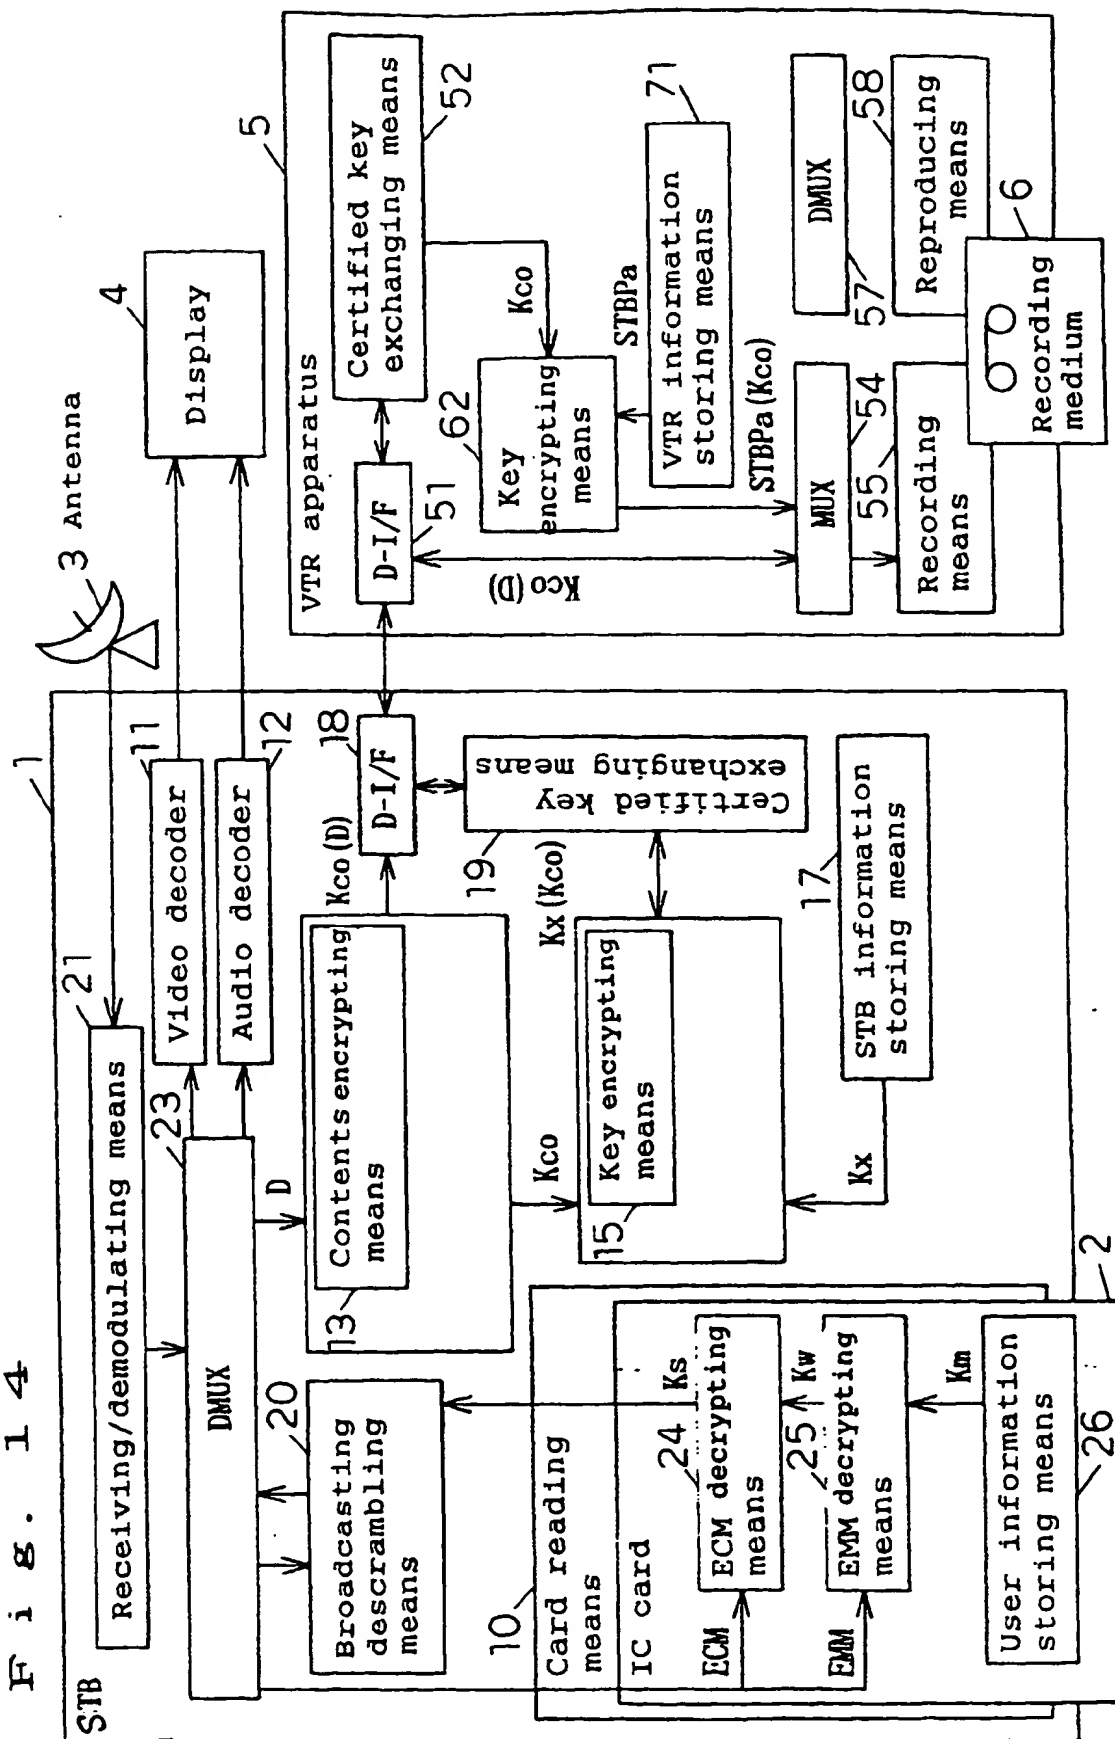 Fig. 14
STB
1
3 Antenna
4
Display
21
Receiving/demodulating means
11
Video decoder
12
Audio decoder
23
DMUX
20
Broadcasting
descrambling
means
D
13
Contents encrypting
means
Kco(D)
18
D-I/F
19
Certified key
exchanging means
Kx(Kco)
Kco
15
Key encrypting
means
Kx
17
STB information
storing means
10
Card reading
means
IC card
2
ECM
24
ECM decrypting
means
Ks
EMM
25
EMM decrypting
means
Kw
Km
User information
storing means
26
5
VTR apparatus
Certified key
exchanging means
52
D-I/F
51
Kco
62
Key
encrypting
means
STBPa
71
VTR information
storing means
Kco(D)
STBPa(Kco)
MUX
54
DMUX
57
55
Recording
means
58
Reproducing
means
6
Recording
medium